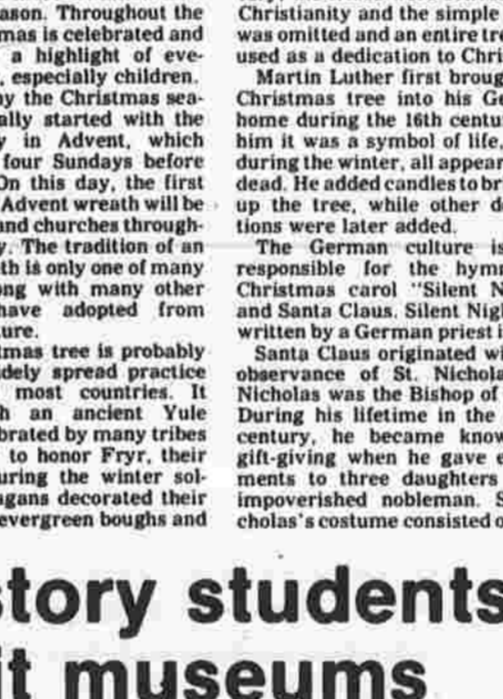 ason. Throughout the
mas is celebrated and
a highlight of eve-
, especially children.
y the Christmas sea-
ally started with the
y in Advent, which
four Sundays before
On this day, the first
Advent wreath will be
and churches through-
y. The tradition of an
th is only one of many
ng with many other
have adopted from
ure.
tmas tree is probably
dely spread practice
most countries. It
h an ancient Yule
brated by many tribes
to honor Fryr, their
uring the winter sol-
agans decorated their
evergreen boughs and
Christianity and the simple
was omitted and an entire tre
used as a dedication to Chri
Martin Luther first broug
Christmas tree into his Ge
home during the 16th centu
him it was a symbol of life,
during the winter, all appear
dead. He added candles to br
up the tree, while other d
tions were later added.
The German culture is
responsible for the hymn
Christmas carol "Silent N
and Santa Claus. Silent Nigh
written by a German priest i
Santa Claus originated wi
observance of St. Nichola
Nicholas was the Bishop of
During his lifetime in the
century, he became know
gift-giving when he gave e
ments to three daughters
impoverished nobleman. S
cholas's costume consisted o
story students
it museums